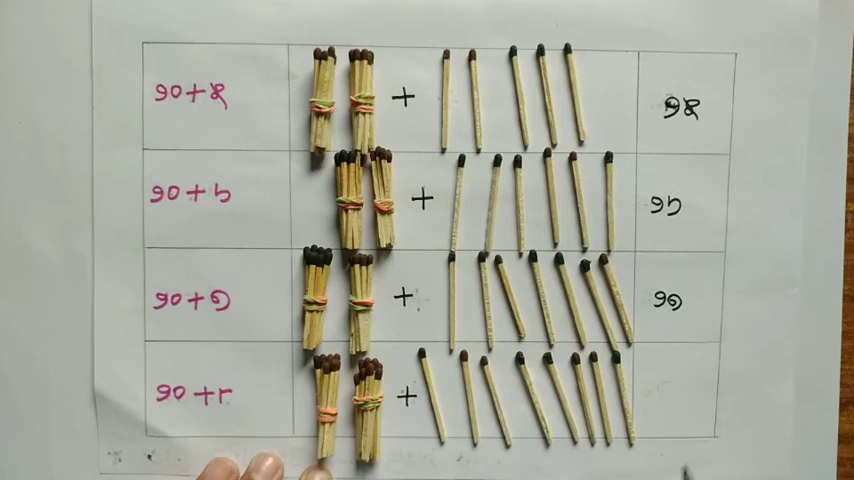 ୨୦+୫ + ୨୫
୨୦+୬ + ୨୬
୨୦+୭ + ୨୭
୨୦+୮ +